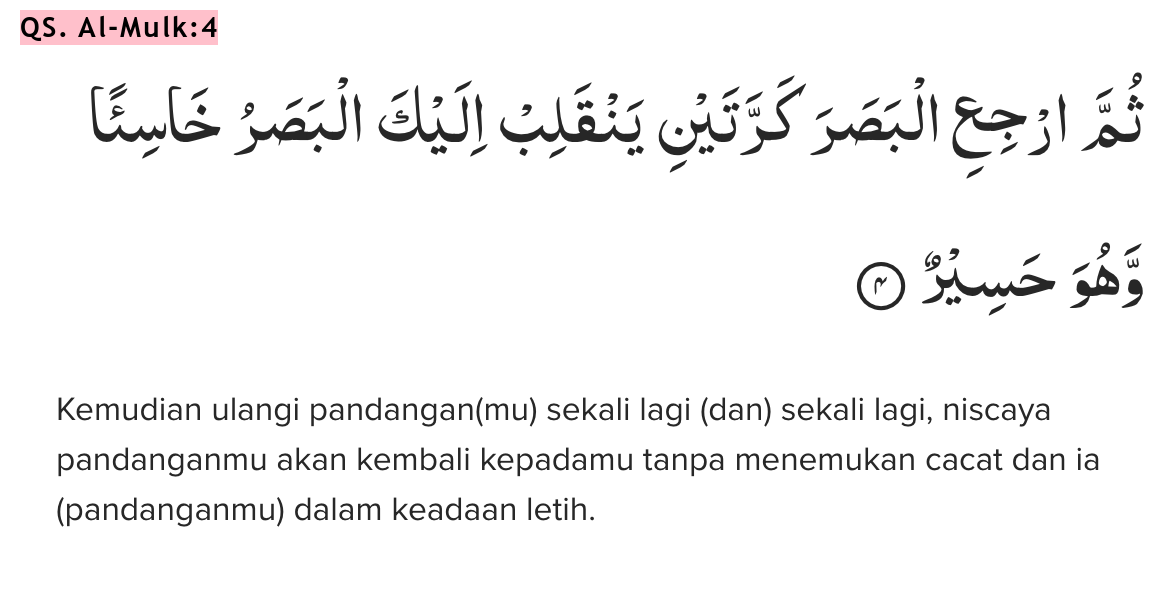 QS. Al-Mulk:4
ثُمَّ ارْجِعِ الْبَصَرَ كَرَّتَيْنِ يَنْقَلِبْ اِلَيْكَ الْبَصَرُ خَاسِئًا
وَّهُوَ حَسِيْرٌ ۴
Kemudian ulangi pandangan(mu) sekali lagi (dan) sekali lagi, niscaya
pandanganmu akan kembali kepadamu tanpa menemukan cacat dan ia
(pandanganmu) dalam keadaan letih.